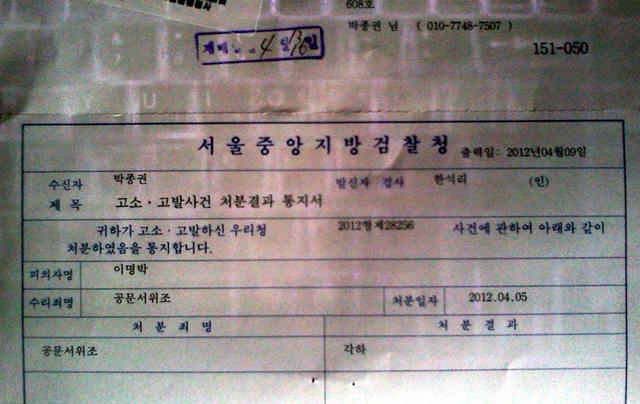 608호
박종권 님 ( 010-7748-7507 )
4월 16일
151-050
서울중앙지방검찰청 출력일: 2012년04월09일
수신자 박종권 발신자 검사 한석리 (인)
제 목 고소·고발사건 처분결과 통지서
귀하가 고소·고발하신 우리청 2012형제28256 사건에 관하여 아래와 같이
처분하였음을 통지합니다.
피의자명 이명박
수리죄명 공문서위조 처분일자 2012.04.05
처 분 죄 명 처 분 결 과
공문서위조 각하